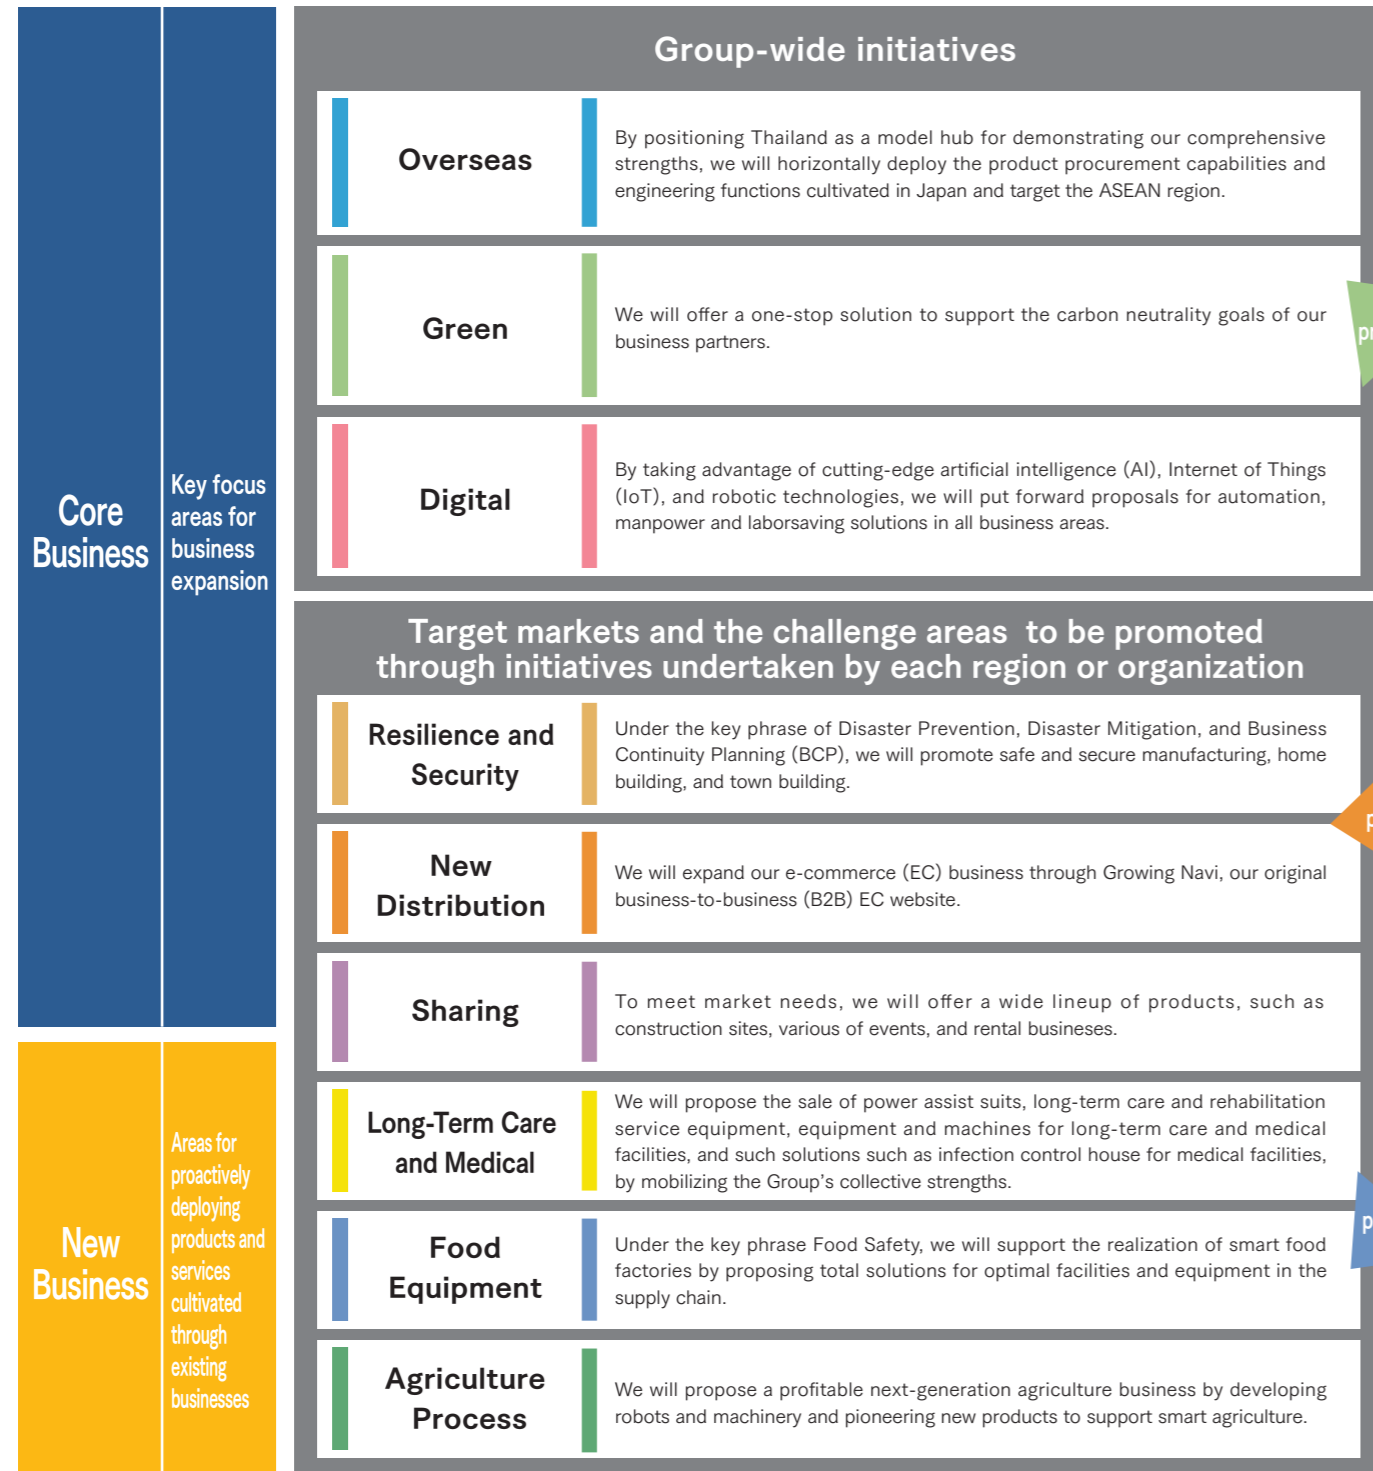 Core
Business
Key focus
areas for
business
expansion
Group-wide initiatives
Overseas
By positioning Thailand as a model hub for demonstrating our comprehensive
strengths, we will horizontally deploy the product procurement capabilities and
engineering functions cultivated in Japan and target the ASEAN region.
Green
We will offer a one-stop solution to support the carbon neutrality goals of our
business partners.
Digital
By taking advantage of cutting-edge artificial intelligence (AI), Internet of Things
(IoT), and robotic technologies, we will put forward proposals for automation,
manpower and laborsaving solutions in all business areas.
Target markets and the challenge areas to be promoted
through initiatives undertaken by each region or organization
Resilience and
Security
Under the key phrase of Disaster Prevention, Disaster Mitigation, and Business
Continuity Planning (BCP), we will promote safe and secure manufacturing, home
building, and town building.
New
Distribution
We will expand our e-commerce (EC) business through Growing Navi, our original
business-to-business (B2B) EC website.
Sharing
To meet market needs, we will offer a wide lineup of products, such as
construction sites, various of events, and rental busineses.
New
Business
Areas for
proactively
deploying
products and
services
cultivated
through
existing
businesses
Long-Term Care
and Medical
We will propose the sale of power assist suits, long-term care and rehabilitation
service equipment, equipment and machines for long-term care and medical
facilities, and such solutions such as infection control house for medical facilities,
by mobilizing the Group's collective strengths.
Food
Equipment
Under the key phrase Food Safety, we will support the realization of smart food
factories by proposing total solutions for optimal facilities and equipment in the
supply chain.
Agriculture
Process
We will propose a profitable next-generation agriculture business by developing
robots and machinery and pioneering new products to support smart agriculture.